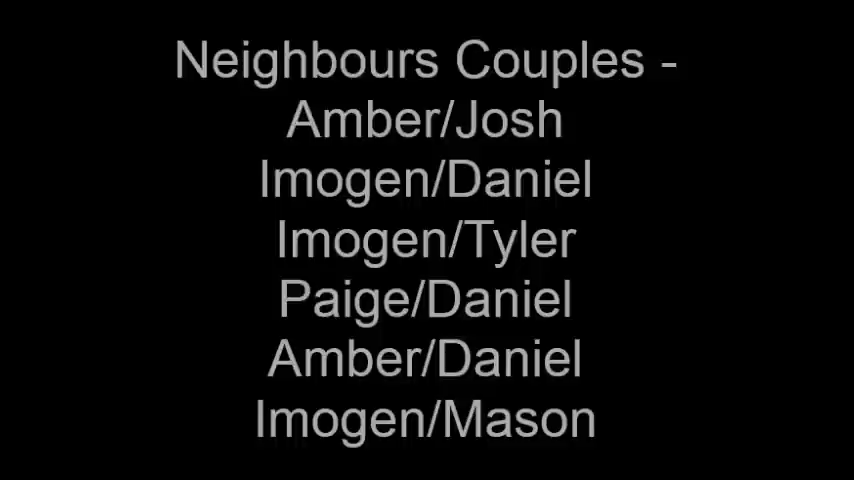 Neighbours Couples -
Amber/Josh
Imogen/Daniel
Imogen/Tyler
Paige/Daniel
Amber/Daniel
Imogen/Mason